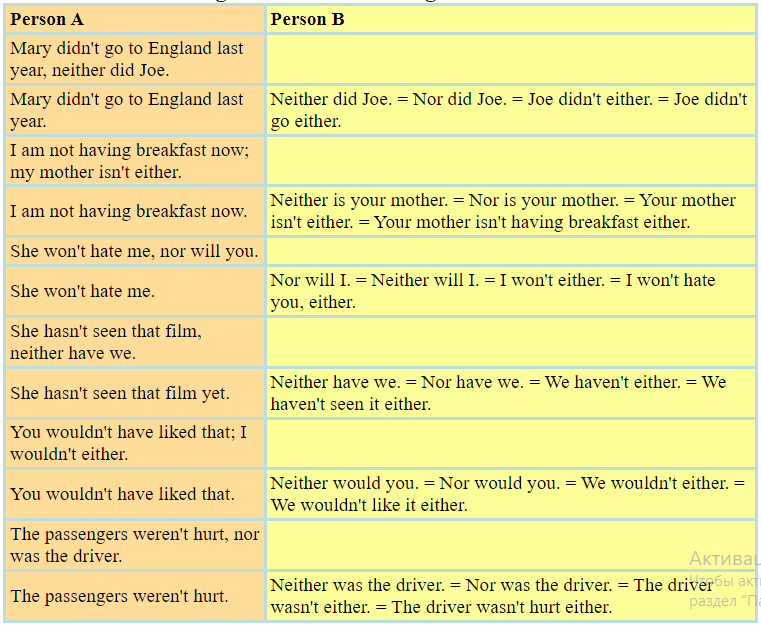 Person A
Person B
Mary didn't go to England last
year, neither did Joe.
Mary didn't go to England last
year.
Neither did Joe. = Nor did Joe. = Joe didn't either. = Joe didn't
go either.
I am not having breakfast now;
my mother isn't either.
I am not having breakfast now.
Neither is your mother. = Nor is your mother. = Your mother
isn't either. = Your mother isn't having breakfast either.
She won't hate me, nor will you.
She won't hate me.
Nor will I. = Neither will I. = I won't either. = I won't hate
you, either.
She hasn't seen that film,
neither have we.
She hasn't seen that film yet.
Neither have we. = Nor have we. = We haven't either. = We
haven't seen it either.
You wouldn't have liked that; I
wouldn't either.
You wouldn't have liked that.
Neither would you. = Nor would you. = We wouldn't either. =
We wouldn't like it either.
The passengers weren't hurt, nor
was the driver.
The passengers weren't hurt.
Neither was the driver. = Nor was the driver. = The driver
wasn't either. = The driver wasn't hurt either.
Актива
Чтобы акт
раздел "П